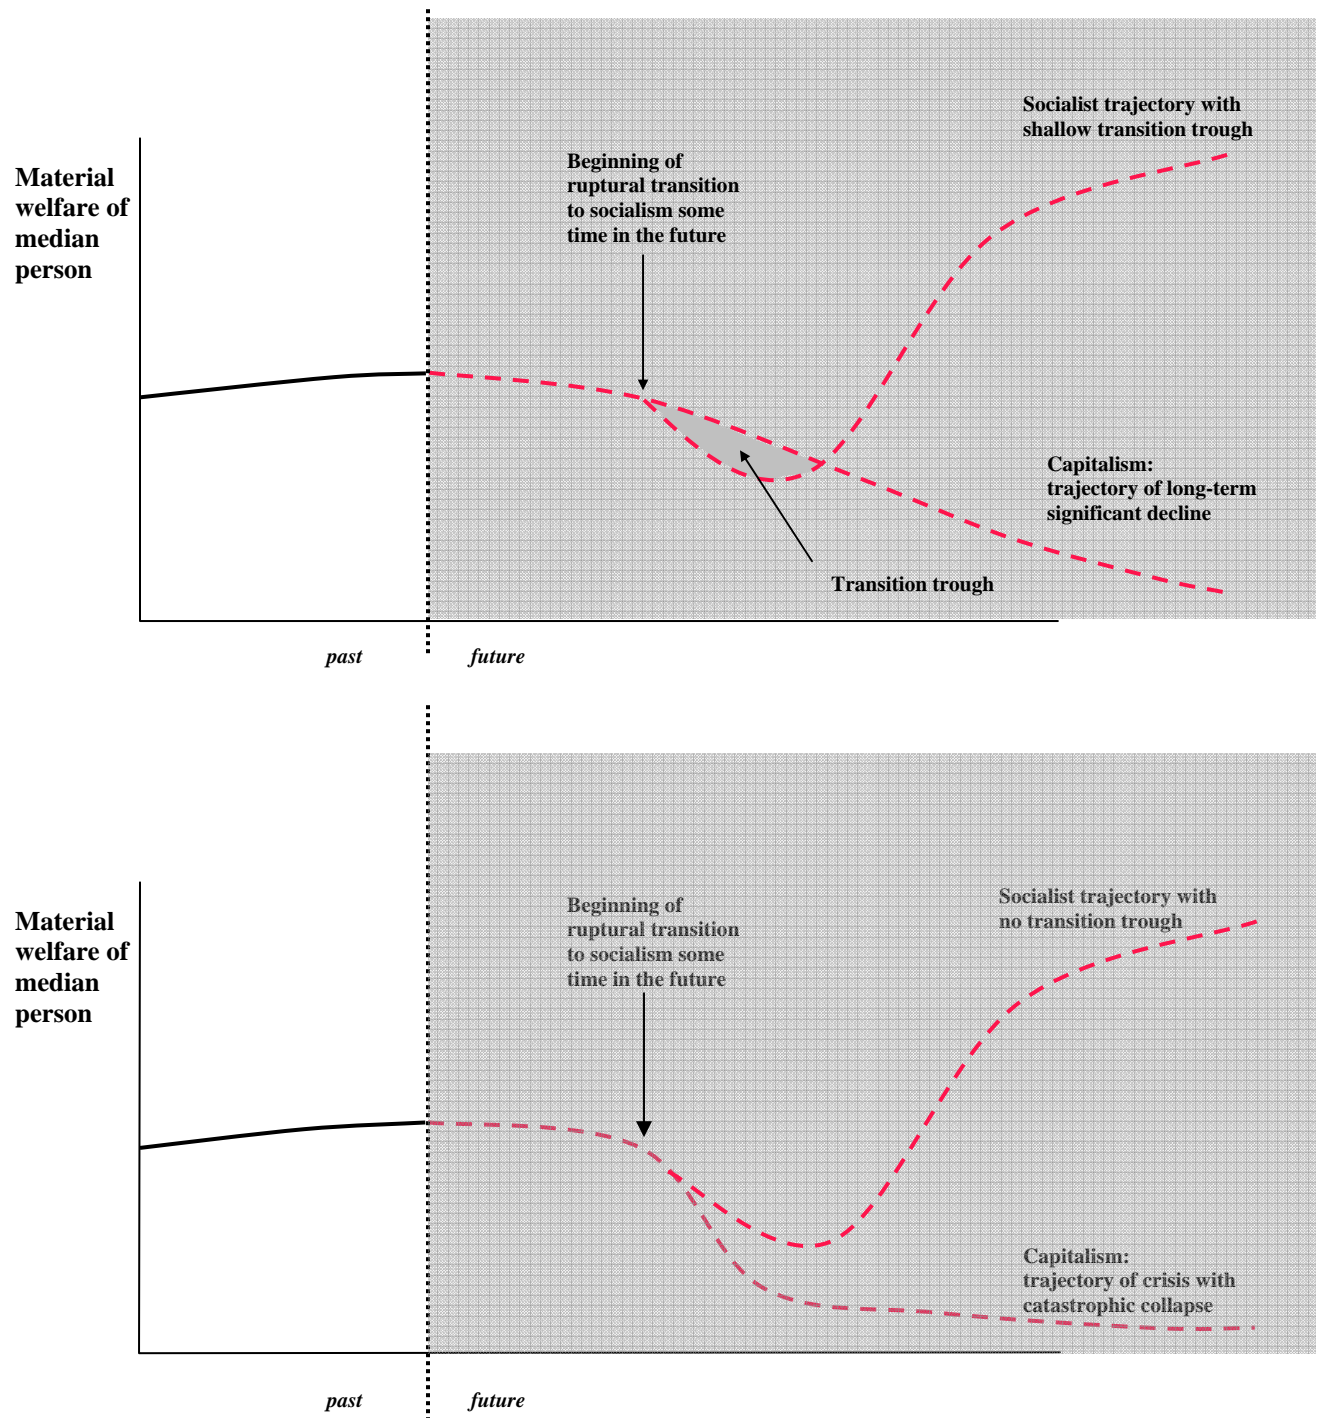 Socialist trajectory with
shallow transition trough
Beginning of
ruptural transition
to socialism some
time in the future
Material
welfare of
median
person
Capitalism:
trajectory of long-term
significant decline
Transition trough
past
future
Socialist trajectory with
no transition trough
Beginning of
ruptural transition
to socialism some
time in the future
Material
welfare of
median
person
Capitalism:
trajectory of crisis with
catastrophic collapse
past
future